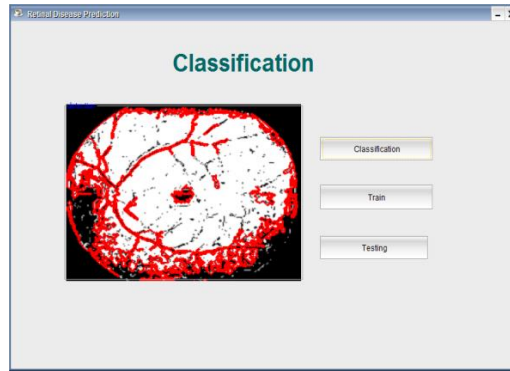 Retinal Disease Prediction
Classification
Classification
Train
Testing